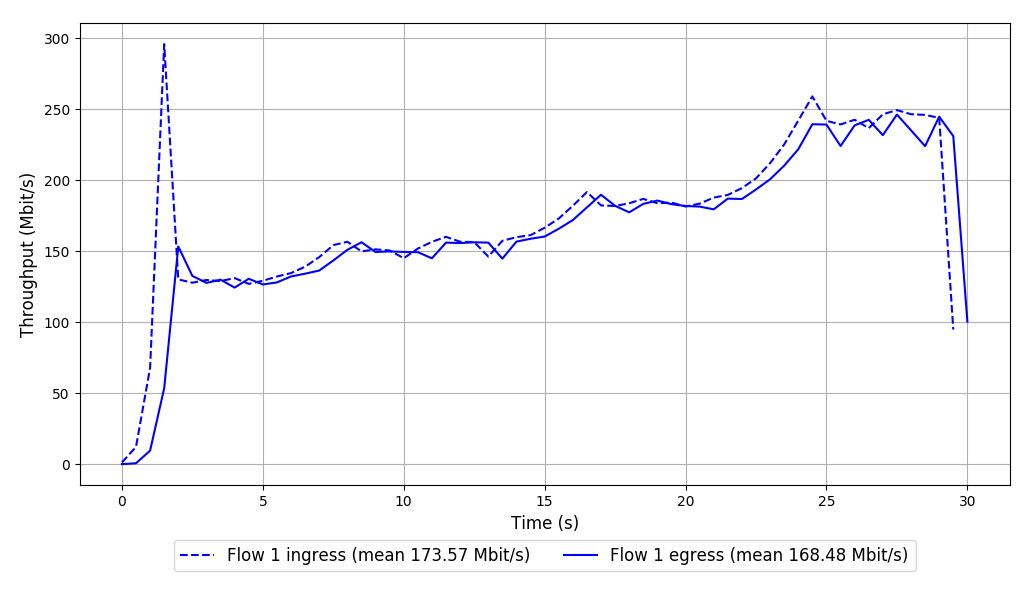 300
250
200
150
100
50
0
Throughput (Mbit/s)
0 5 10 15 20 25 30
Time (s)
Flow 1 ingress (mean 173.57 Mbit/s) Flow 1 egress (mean 168.48 Mbit/s)